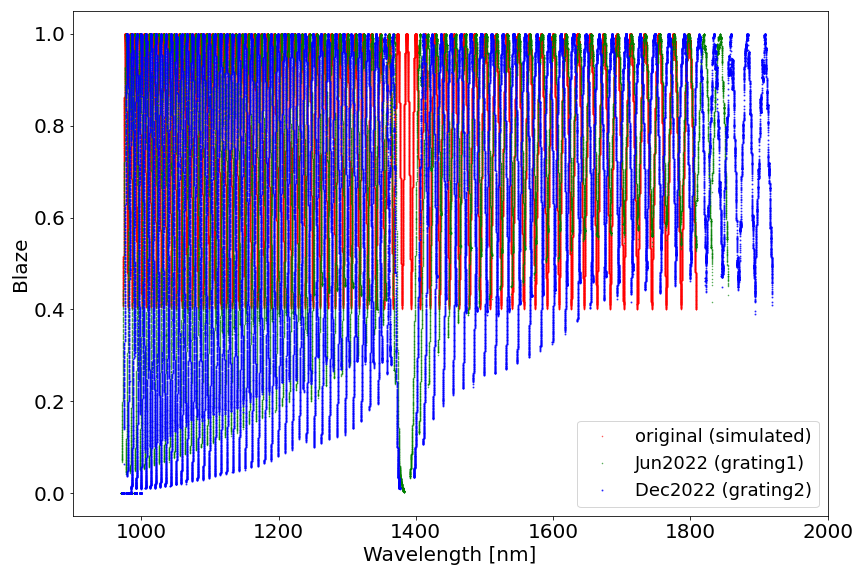 1.0
0.8
0.6
0.4
0.2
0.0
Blaze
1000 1200 1400 1600 1800 2000
Wavelength [nm]
original (simulated)
Jun2022 (grating1)
Dec2022 (grating2)